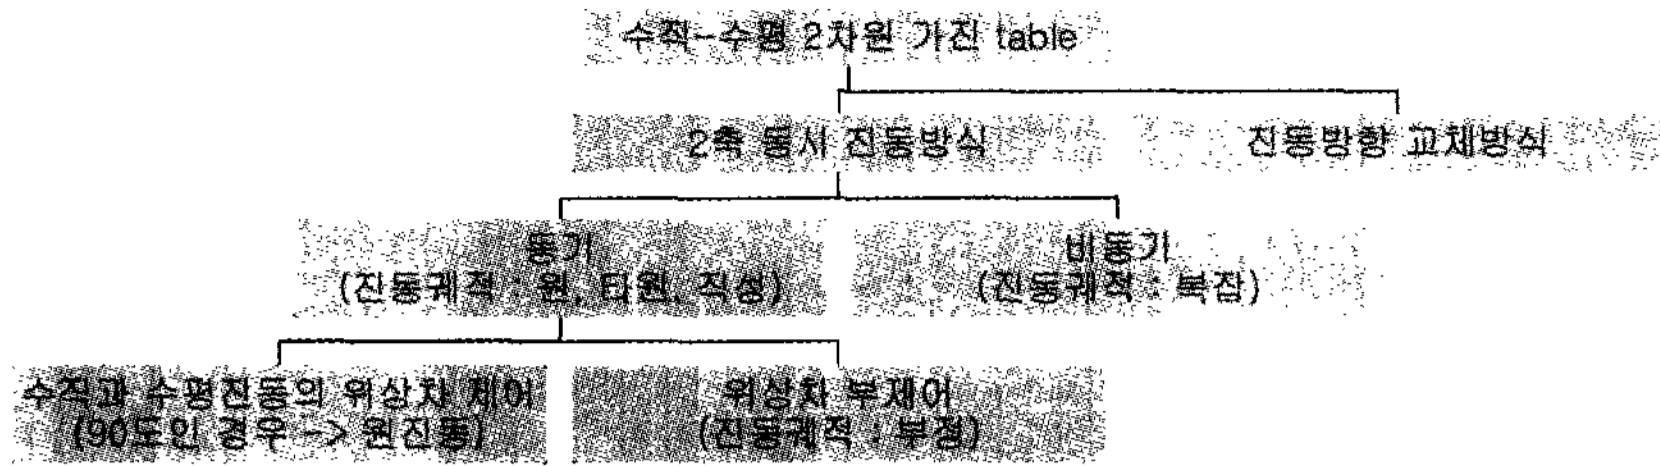 수직-수평 2차원 가진 table
2축 동시 진동방식
진동방향 교체방식
동기
(진동궤적 : 원, 타원, 직성)
비동기
(진동궤적 : 복잡)
수직과 수평진동의 위상차 제어
(90도인 경우 -> 원진동)
위상차 부제어
(진동궤적 : 부정)